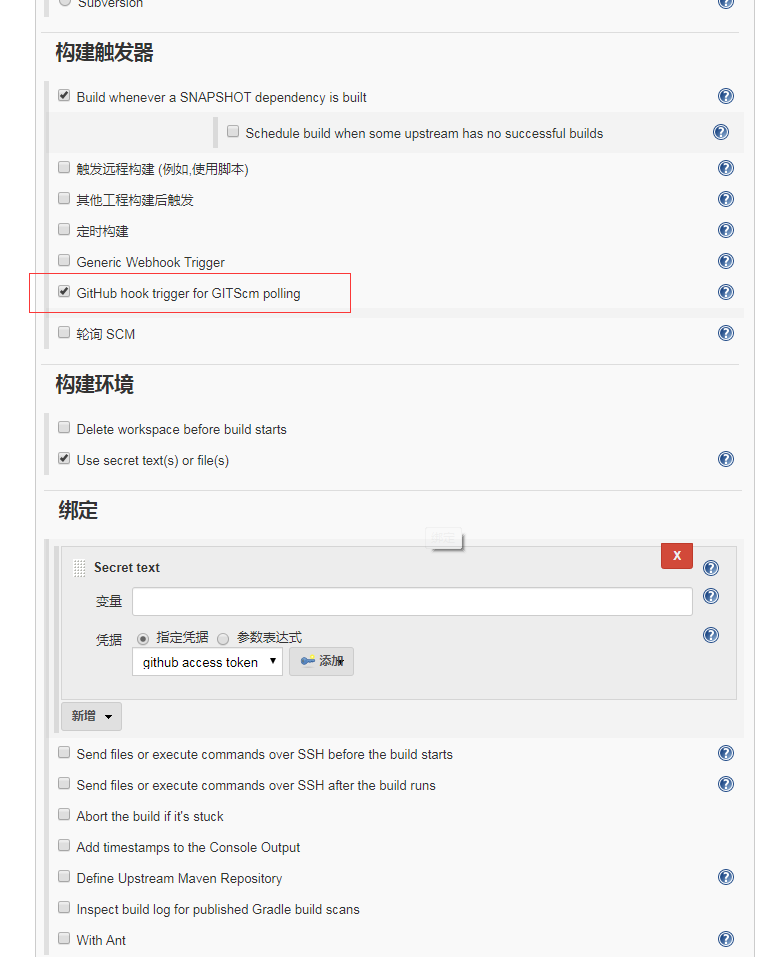 Subversion
构建触发器
Build whenever a SNAPSHOT dependency is built
Schedule build when some upstream has no successful builds
触发远程构建 (例如,使用脚本)
其他工程构建后触发
定时构建
Generic Webhook Trigger
GitHub hook trigger for GITScm polling
轮询 SCM
构建环境
Delete workspace before build starts
Use secret text(s) or file(s)
绑定
X
Secret text
变量
凭据
指定凭据
参数表达式
github access token
添加
新增
Send files or execute commands over SSH before the build starts
Send files or execute commands over SSH after the build runs
Abort the build if it's stuck
Add timestamps to the Console Output
Define Upstream Maven Repository
Inspect build log for published Gradle build scans
With Ant